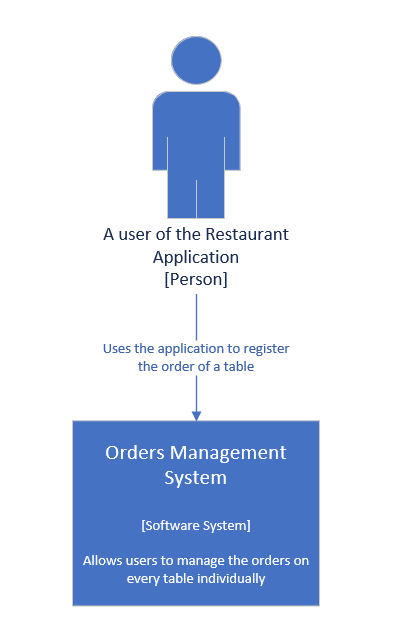 A user of the Restaurant
Application
[Person]
Uses the application to register
the order of a table
Orders Management
System
[Software System]
Allows users to manage the orders on
every table individually